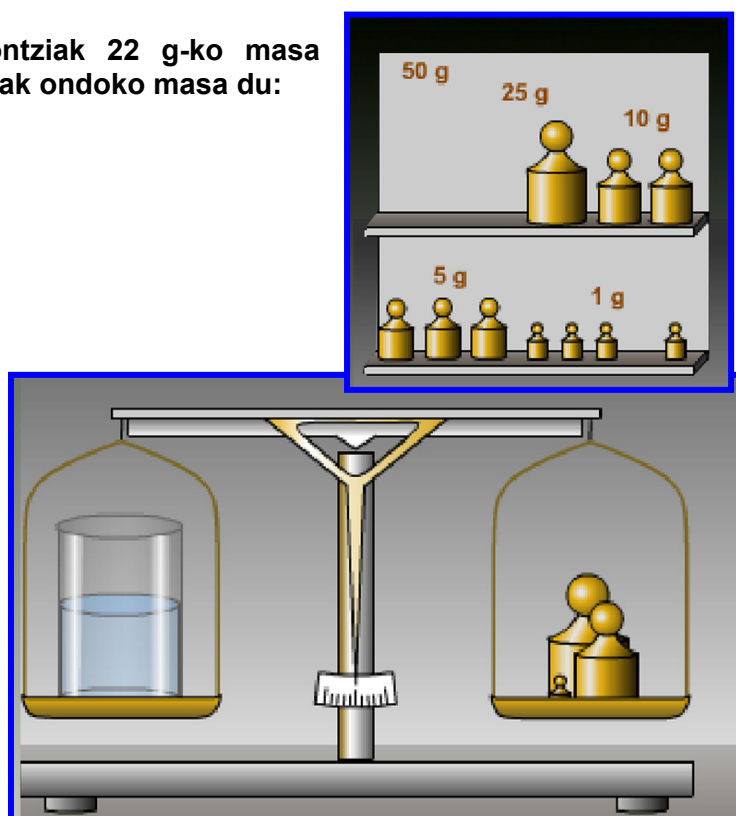 ontziak 22 g-ko masa
ak ondoko masa du:
50 g
25 g
10 g
5 g
1 g